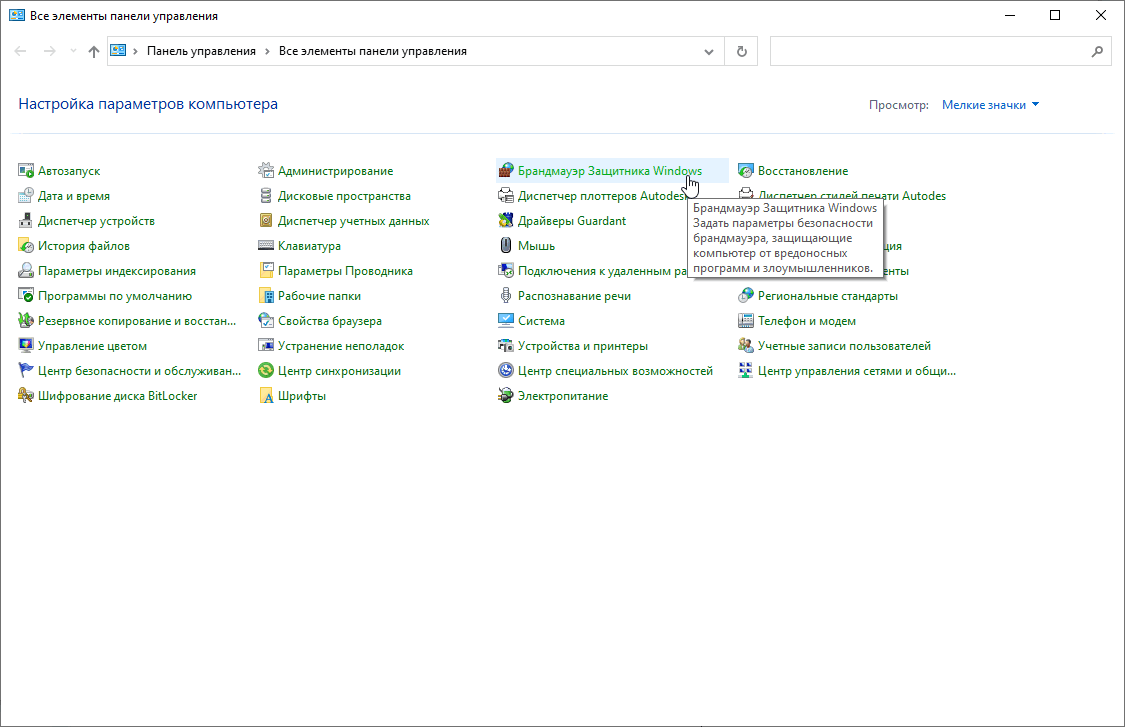 Все элементы панели управления
Панель управления
Все элементы панели управления
Настройка параметров компьютера
Просмотр:
Мелкие значки
Автозапуск
Администрирование
Брандмауэр Защитника Windows
Восстановление
Дата и время
Дисковые пространства
Диспетчер плоттеров Autodes
Диспетчер стилей печати Autodes
Диспетчер устройств
Диспетчер учетных данных
Драйверы Guardant
Брандмауэр Защитника Windows
Задать параметры безопасности
брандмауэра, защищающие
компьютер от вредоносных
программ и злоумышленников.
История файлов
Клавиатура
Мышь
Параметры индексирования
Параметры Проводника
Подключения к удаленным ра
Программы по умолчанию
Рабочие папки
Распознавание речи
Региональные стандарты
Резервное копирование и восстан...
Свойства браузера
Система
Телефон и модем
Управление цветом
Устранение неполадок
Устройства и принтеры
Учетные записи пользователей
Центр безопасности и обслуживан...
Центр синхронизации
Центр специальных возможностей
Центр управления сетями и общи...
Шифрование диска BitLocker
Шрифты
Электропитание